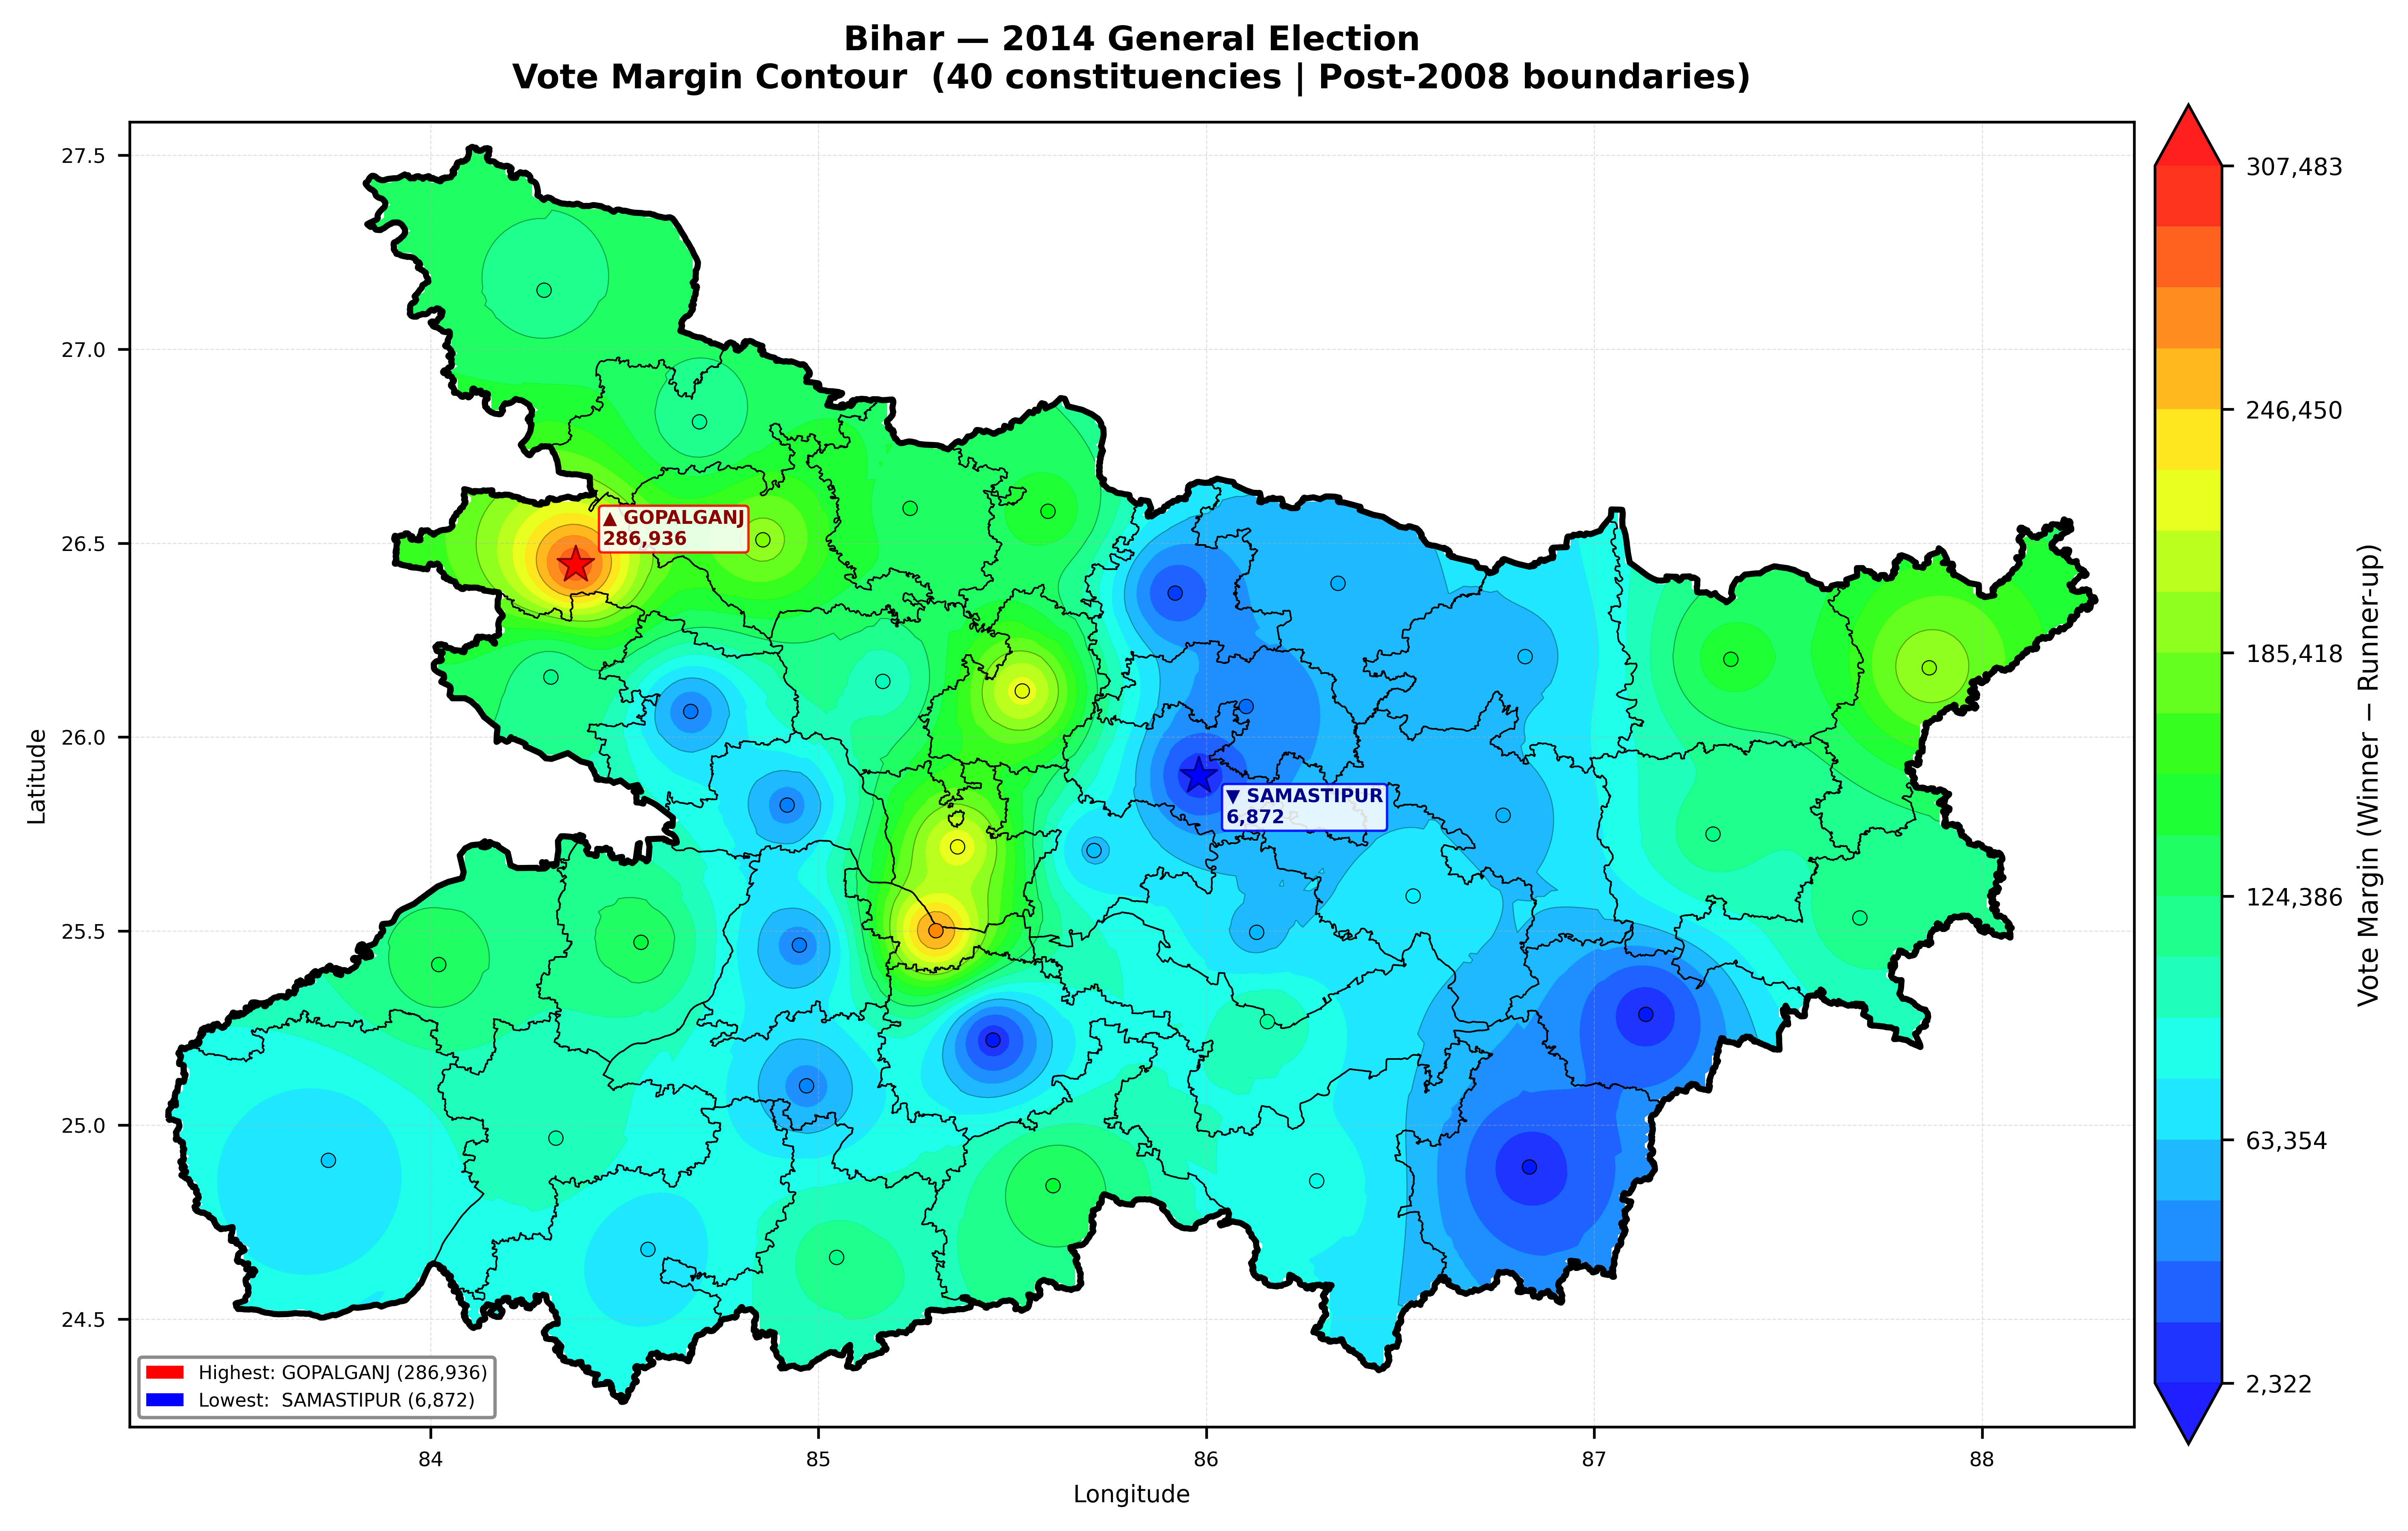 Bihar — 2014 General Election
Vote Margin Contour  (40 constituencies | Post-2008 boundaries)
27.5
27.0
26.5
26.0
25.5
25.0
24.5
Latitude
84
85
86
87
88
Longitude
▲ GOPALGANJ
286,936
▼ SAMASTIPUR
6,872
Highest: GOPALGANJ (286,936)
Lowest:  SAMASTIPUR (6,872)
307,483
246,450
185,418
124,386
63,354
2,322
Vote Margin (Winner − Runner-up)